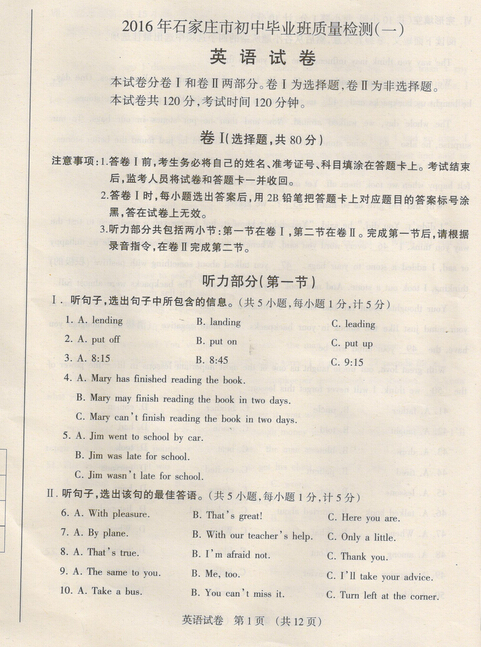 2016年石家庄市初中毕业班质量检测(一)
英语试卷
本试卷分卷Ⅰ和卷Ⅱ两部分。卷Ⅰ为选择题,卷Ⅱ为非选择题。
本试卷共120分,考试时间120分钟。
卷Ⅰ(选择题,共80分)
注意事项:1.答卷Ⅰ前,考生务必将自己的姓名、准考证号、科目填涂在答题卡上。考试结束
后,监考人员将试卷和答题卡一并收回。
2.答卷Ⅰ时,每小题选出答案后,用2B铅笔把答题卡上对应题目的答案标号涂
黑,答在试卷上无效。
3.听力部分共包括两小节:第一节在卷Ⅰ,第二节在卷Ⅱ。完成第一节后,请根据
录音指令,在卷Ⅱ完成第二节。
听力部分(第一节)
Ⅰ. 听句子,选出句子中所包含的信息。(共5小题,每小题1分,计5分)
1. A. lending B. landing C. leading
2. A. put off B. put on C. put up
3. A. 8:15 B. 8:45 C. 9:15
4. A. Mary has finished reading the book.
B. Mary may finish reading the book in two days.
C. Mary can't finish reading the book in two days.
5. A. Jim went to school by car.
B. Jim was late for school.
C. Jim wasn't late for school.
Ⅱ. 听句子,选出该句的最佳答语。(共5小题,每小题1分,计5分)
6. A. With pleasure. B. That's great! C. Here you are.
7. A. By plane. B. With our teacher's help. C. Only a little.
8. A. That's true. B. I'm afraid not. C. Thank you.
9. A. The same to you. B. Me, too. C. I'll take your advice.
10. A. Take a bus. B. You can't miss it. C. Turn left at the corner.
英语试卷 第1页 (共12页)